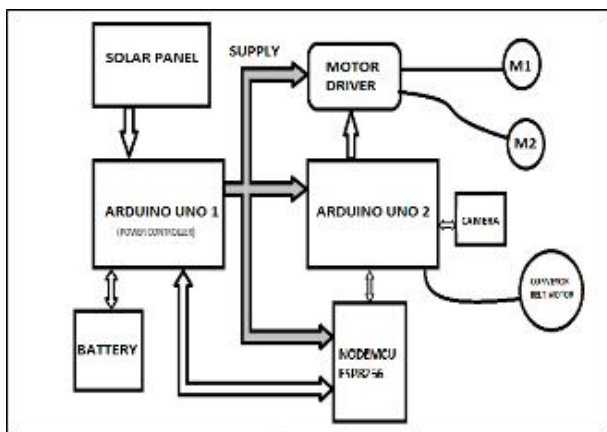 SOLAR PANEL
SUPPLY
MOTOR
DRIVER
M1
M2
ARDUINO UNO 1
(POWER CONTROLLER)
ARDUINO UNO 2
CAMERA
CONVEYOR
BELT MOTOR
BATTERY
NODEMCU
ESP8266